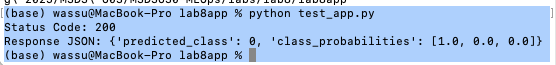 (base) wassu@MacBook-Pro lab8app % python test_app.py
Status Code: 200
Response JSON: {'predicted_class': 0, 'class_probabilities': [1.0, 0.0, 0.0]}
(base) wassu@MacBook-Pro lab8app %